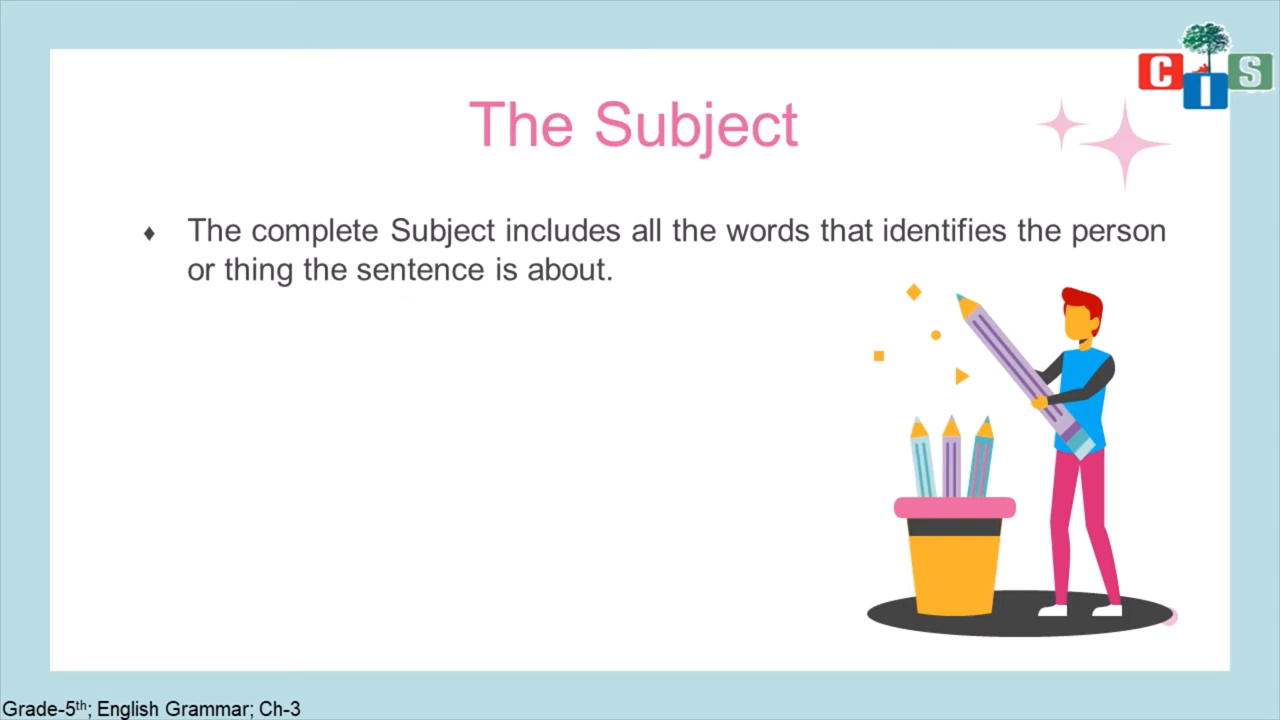 C I S
The Subject
♦ The complete Subject includes all the words that identifies the person
or thing the sentence is about.
Grade-5th; English Grammar; Ch-3